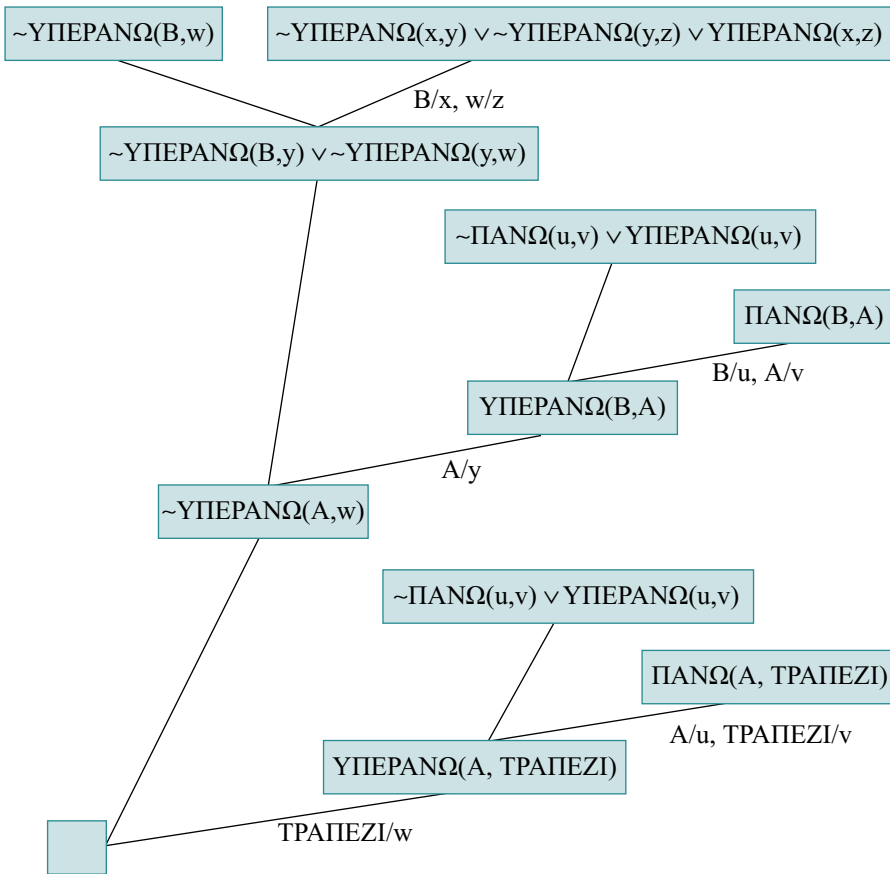 ~ΥΠΕΡΑΝΩ(Β,w)
~ΥΠΕΡΑΝΩ(x,y) ∨ ~ΥΠΕΡΑΝΩ(y,z) ∨ ΥΠΕΡΑΝΩ(x,z)
B/x, w/z
~ΥΠΕΡΑΝΩ(Β,y) ∨ ~ΥΠΕΡΑΝΩ(y,w)
~ΠΑΝΩ(u,v) ∨ ΥΠΕΡΑΝΩ(u,v)
ΠΑΝΩ(Β,Α)
B/u, A/v
ΥΠΕΡΑΝΩ(Β,Α)
A/y
~ΥΠΕΡΑΝΩ(Α,w)
~ΠΑΝΩ(u,v) ∨ ΥΠΕΡΑΝΩ(u,v)
ΠΑΝΩ(Α, ΤΡΑΠΕΖΙ)
A/u, ΤΡΑΠΕΖΙ/v
ΥΠΕΡΑΝΩ(Α, ΤΡΑΠΕΖΙ)
ΤΡΑΠΕΖΙ/w